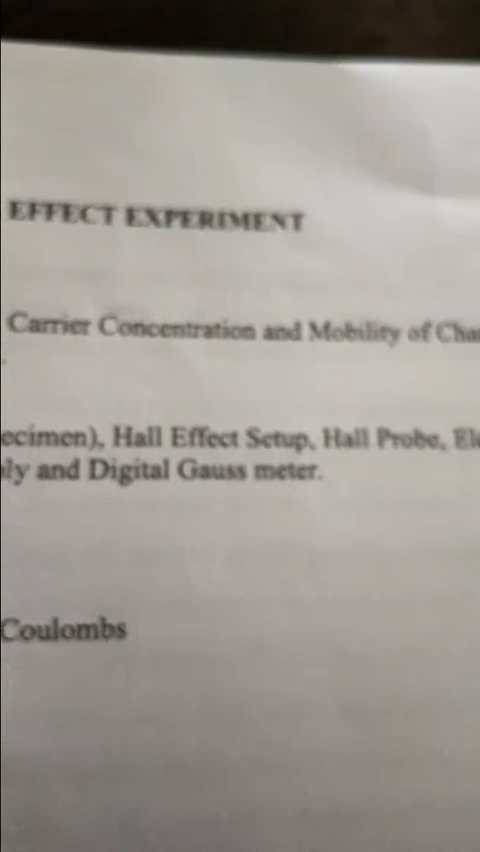 EFFECT EXPERIMENT
Carrier Concentration and Mobility of Cha
ecimen), Hall Effect Setup, Hall Probe, Ele
ly and Digital Gauss meter.
Coulombs